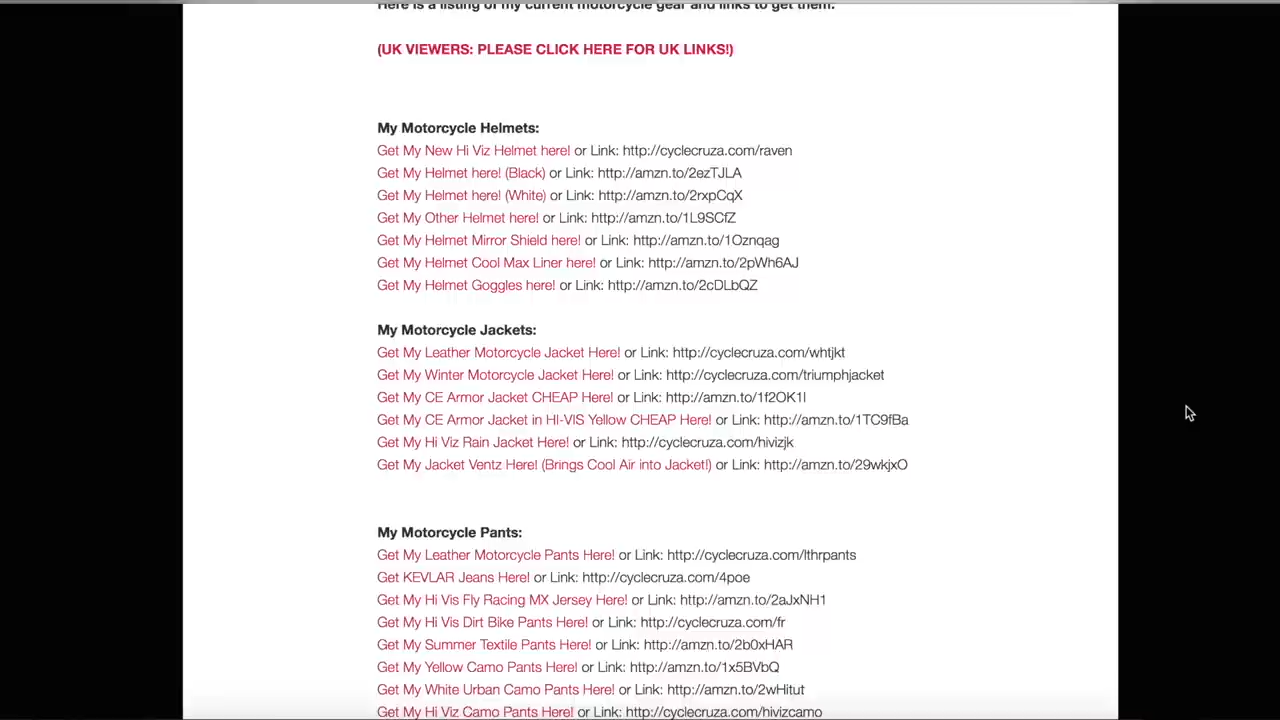 Here is a listing of my current motorcycle gear and links to get them:
(UK VIEWERS: PLEASE CLICK HERE FOR UK LINKS!)
My Motorcycle Helmets:
Get My New Hi Viz Helmet here! or Link: http://cyclecruza.com/raven
Get My Helmet here! (Black) or Link: http://amzn.to/2ezTJLA
Get My Helmet here! (White) or Link: http://amzn.to/2rxpCqX
Get My Other Helmet here! or Link: http://amzn.to/1L9SCfZ
Get My Helmet Mirror Shield here! or Link: http://amzn.to/1Oznqag
Get My Helmet Cool Max Liner here! or Link: http://amzn.to/2pWh6AJ
Get My Helmet Goggles here! or Link: http://amzn.to/2cDLbQZ
My Motorcycle Jackets:
Get My Leather Motorcycle Jacket Here! or Link: http://cyclecruza.com/whtjkt
Get My Winter Motorcycle Jacket Here! or Link: http://cyclecruza.com/triumphjacket
Get My CE Armor Jacket CHEAP Here! or Link: http://amzn.to/1f2OK1l
Get My CE Armor Jacket in HI-VIS Yellow CHEAP Here! or Link: http://amzn.to/1TC9fBa
Get My Hi Viz Rain Jacket Here! or Link: http://cyclecruza.com/hivizjk
Get My Jacket Ventz Here! (Brings Cool Air into Jacket!) or Link: http://amzn.to/29wkjxO
My Motorcycle Pants:
Get My Leather Motorcycle Pants Here! or Link: http://cyclecruza.com/lthrpants
Get KEVLAR Jeans Here! or Link: http://cyclecruza.com/4poe
Get My Hi Vis Fly Racing MX Jersey Here! or Link: http://amzn.to/2aJxNH1
Get My Hi Vis Dirt Bike Pants Here! or Link: http://cyclecruza.com/fr
Get My Summer Textile Pants Here! or Link: http://amzn.to/2b0xHAR
Get My Yellow Camo Pants Here! or Link: http://amzn.to/1x5BVbQ
Get My White Urban Camo Pants Here! or Link: http://amzn.to/2wHitut
Get My Hi Viz Camo Pants Here! or Link: http://cyclecruza.com/hivizcamo